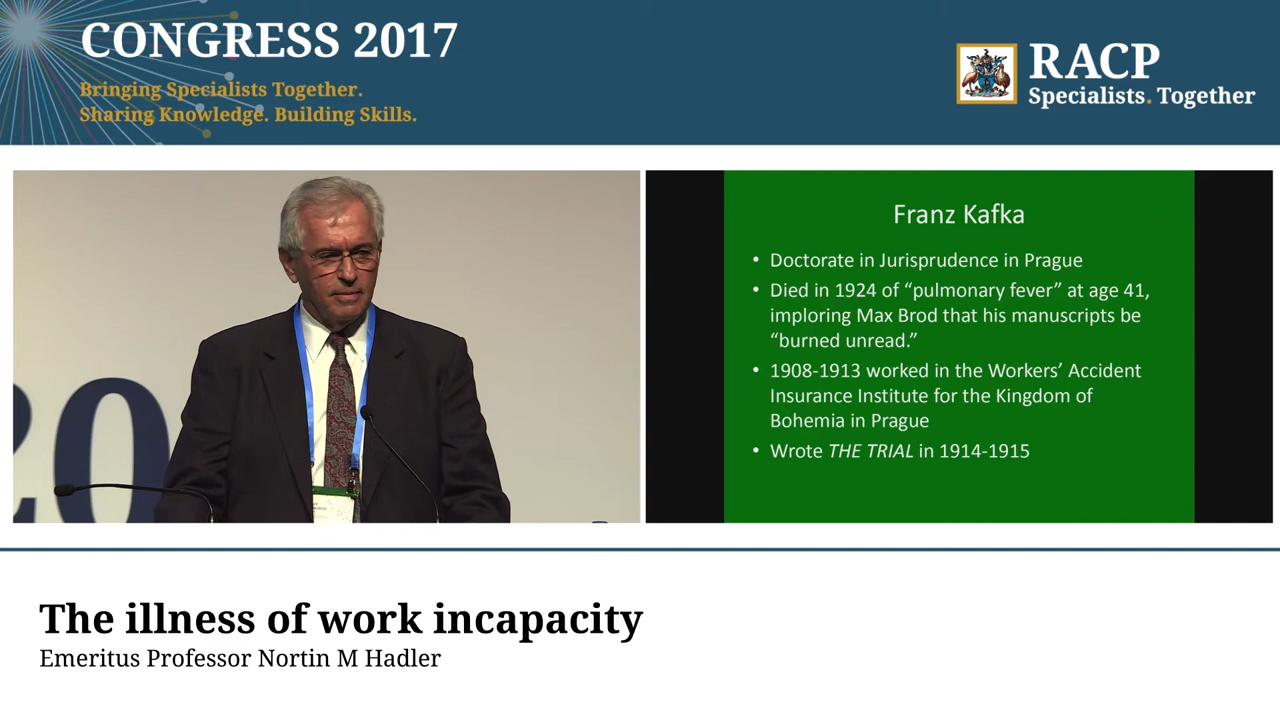 CONGRESS 2017
Bringing Specialists Together.
Sharing Knowledge. Building Skills.
RACP
Specialists. Together
20
Franz Kafka
• Doctorate in Jurisprudence in Prague
• Died in 1924 of “pulmonary fever” at age 41,
imploring Max Brod that his manuscripts be
“burned unread.”
• 1908-1913 worked in the Workers’ Accident
Insurance Institute for the Kingdom of
Bohemia in Prague
• Wrote THE TRIAL in 1914-1915
The illness of work incapacity
Emeritus Professor Nortin M Hadler